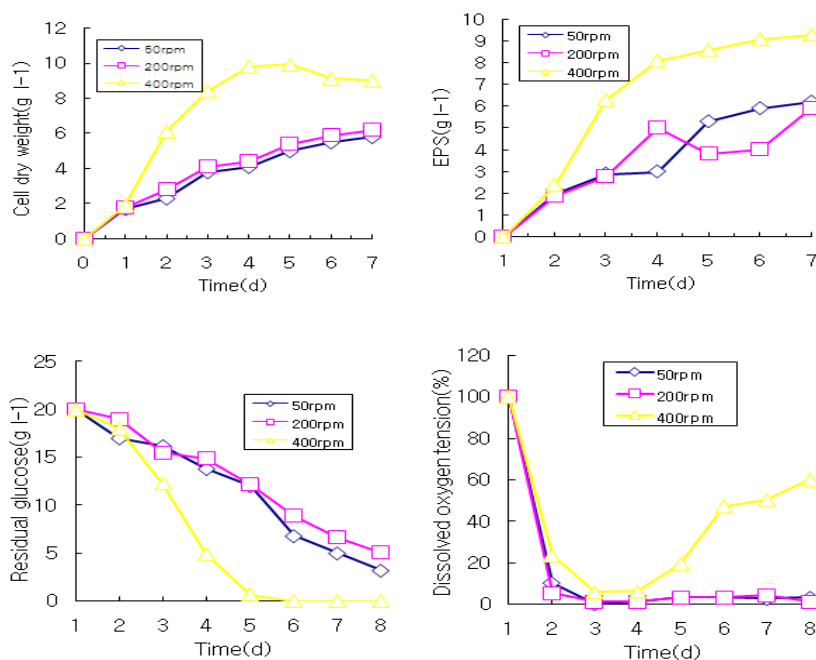 12
10
8
6
4
2
0
Cell dry weight(g l-1)
50rpm
200rpm
400rpm
0 1 2 3 4 5 6 7
Time(d)
10
9
8
7
6
5
4
3
2
1
0
EPS(g l-1)
50rpm
200rpm
400rpm
1 2 3 4 5 6 7
Time(d)
25
20
15
10
5
0
Residual glucose(g l-1)
50rpm
200rpm
400rpm
1 2 3 4 5 6 7 8
Time(d)
120
100
80
60
40
20
0
Dissolved oxygen tension(%)
50rpm
200rpm
400rpm
1 2 3 4 5 6 7 8
Time(d)